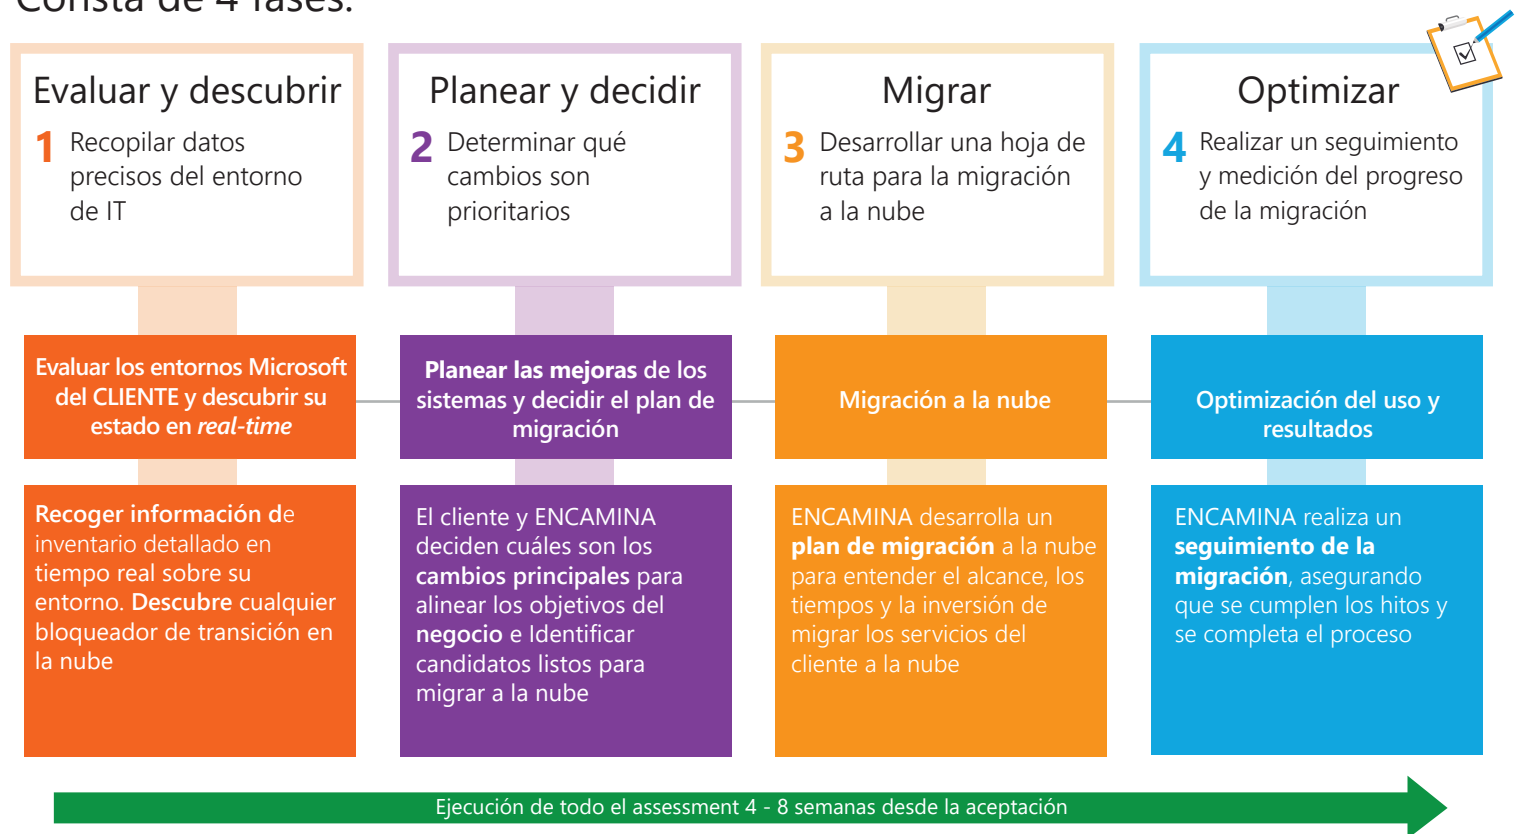 Consta de 4 fases:
Evaluar y descubrir
1 Recopilar datos
precisos del entorno
de IT
Planear y decidir
2 Determinar qué
cambios son
prioritarios
Migrar
3 Desarrollar una hoja de
ruta para la migración
a la nube
Optimizar
4 Realizar un seguimiento
y medición del progreso
de la migración
Evaluar los entornos Microsoft
del CLIENTE y descubrir su
estado en real-time
Planear las mejoras de los
sistemas y decidir el plan de
migración
Migración a la nube
Optimización del uso y
resultados
Recoger información de
inventario detallado en
tiempo real sobre su
entorno. Descubre cualquier
bloqueador de transición en
la nube
El cliente y ENCAMINA
deciden cuáles son los
cambios principales para
alinear los objetivos del
negocio e Identificar
candidatos listos para
migrar a la nube
ENCAMINA desarrolla un
plan de migración a la nube
para entender el alcance, los
tiempos y la inversión de
migrar los servicios del
cliente a la nube
ENCAMINA realiza un
seguimiento de la
migración, asegurando
que se cumplen los hitos y
se completa el proceso
Ejecución de todo el assessment 4 - 8 semanas desde la aceptación